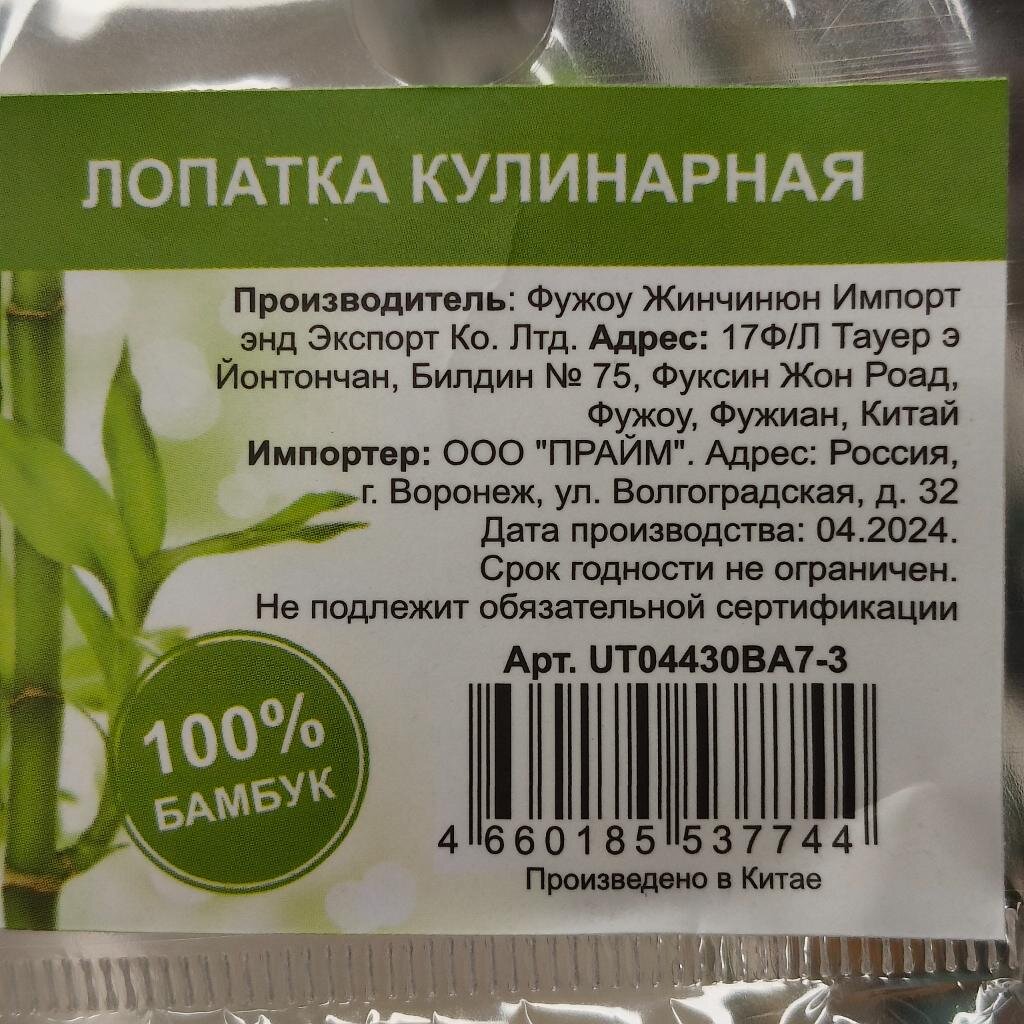 ЛОПАТКА КУЛИНАРНАЯ
Производитель: Фужоу Жинчинюн Импорт
энд Экспорт Ко. Лтд. Адрес: 17Ф/Л Тауер э
Йонтончан, Билдин № 75, Фуксин Жон Роад,
Фужоу, Фужиан, Китай
Импортер: ООО "ПРАЙМ". Адрес: Россия,
г. Воронеж, ул. Волгоградская, д. 32
Дата производства: 04.2024.
Срок годности не ограничен.
Не подлежит обязательной сертификации
Арт. UT04430BA7-3
100%
БАМБУК
4 660185 537744
Произведено в Китае